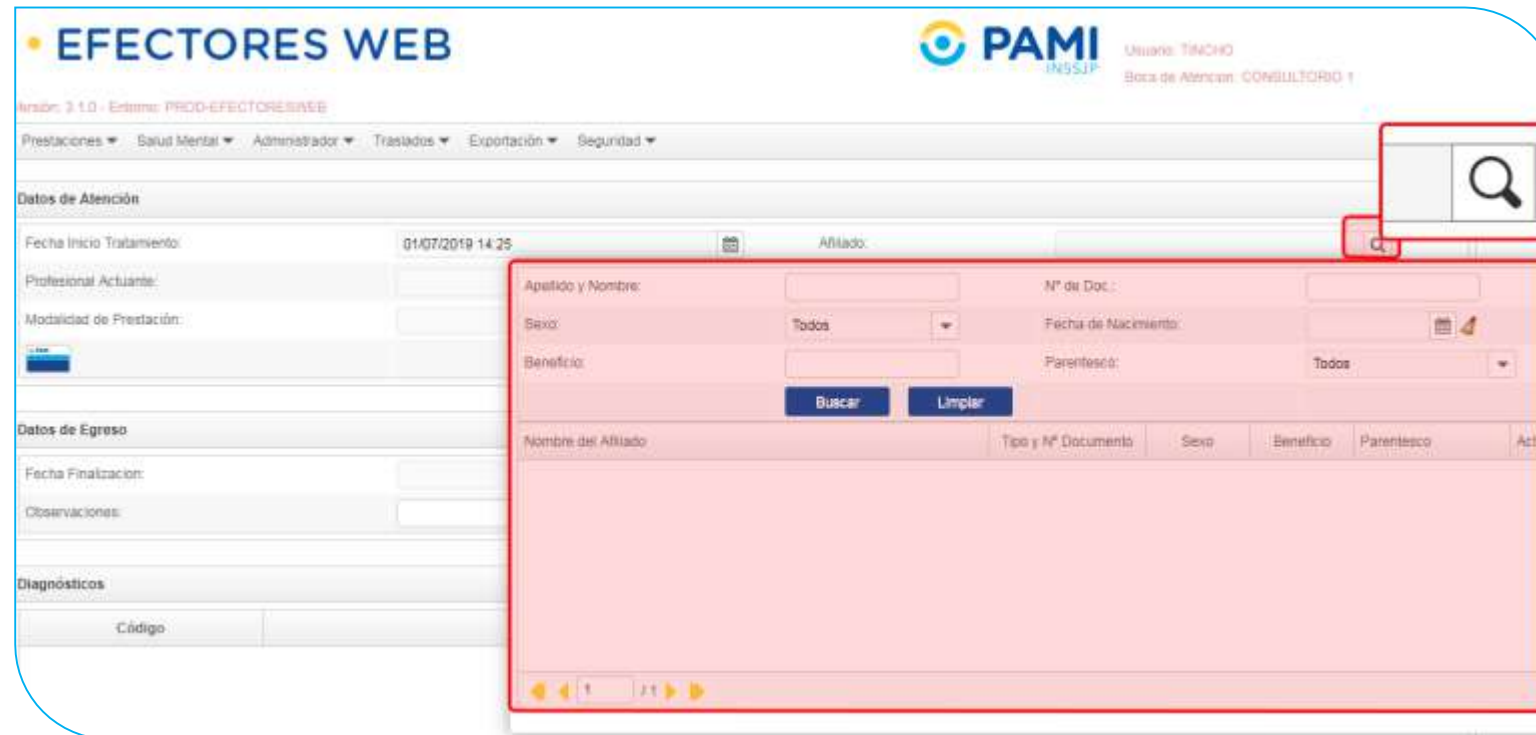 • EFECTORES WEB
PAMI
INSSJP
Usuario: TINCHO
Boca de Atención: CONSULTORIO 1
Versión: 3.1.0 - Entorno: PROD-EFECTORESWEB
Prestaciones Salud Mental Administrador Traslados Exportación Seguridad
Datos de Atención
Fecha Inicio Tratamiento: 01/07/2019 14:25 Afiliado:
Profesional Actuante:
Modalidad de Prestación:
Apellido y Nombre: N° de Doc.:
Sexo: Todos Fecha de Nacimiento:
Beneficio: Parentesco: Todos
Buscar Limpiar
Nombre del Afiliado Tipo y Nº Documento Sexo Beneficio Parentesco Act
Datos de Egreso
Fecha Finalizacion:
Observaciones:
Diagnósticos
Código
1 / 1